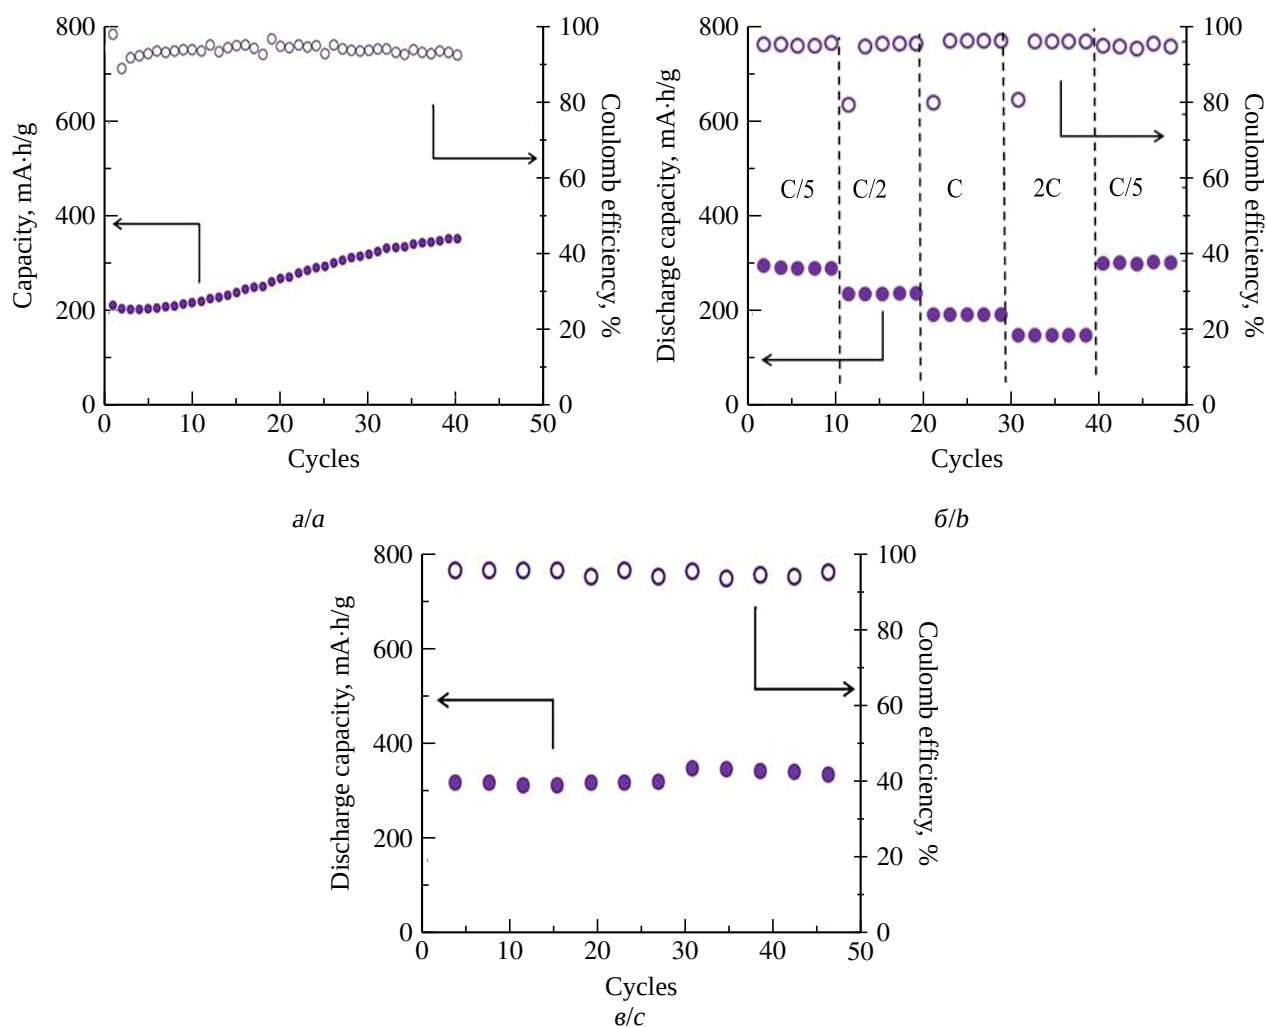 800
600
400
200
0
Capacity, mA·h/g
100
80
60
40
20
0
Coulomb efficiency, %
0 10 20 30 40 50
Cycles
а/a
800
600
400
200
0
Discharge capacity, mA·h/g
C/5 C/2 C 2C C/5
100
80
60
40
20
0
Coulomb efficiency, %
0 10 20 30 40 50
Cycles
б/b
800
600
400
200
0
Discharge capacity, mA·h/g
100
80
60
40
20
0
Coulomb efficiency, %
0 10 20 30 40 50
Cycles
в/c